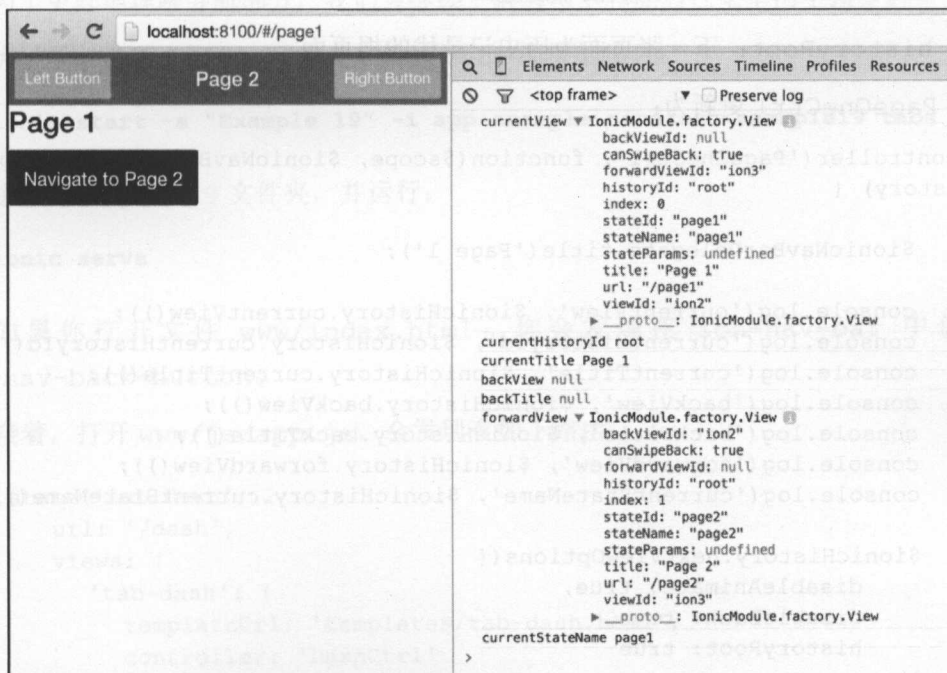 localhost:8100/#/page1
Left Button
Page 2
Right Button
Page 1
Navigate to Page 2
Elements Network Sources Timeline Profiles Resources
<top frame> ▼ Preserve log
currentView ▼ IonicModule.factory.View
backViewId: null
canSwipeBack: true
forwardViewId: "ion3"
historyId: "root"
index: 0
stateId: "page1"
stateName: "page1"
stateParams: undefined
title: "Page 1"
url: "/page1"
viewId: "ion2"
▶ __proto__: IonicModule.factory.View
currentHistoryId root
currentTitle Page 1
backView null
backTitle null
forwardView ▼ IonicModule.factory.View
backViewId: "ion2"
canSwipeBack: true
forwardViewId: null
historyId: "root"
index: 1
stateId: "page2"
stateName: "page2"
stateParams: undefined
title: "Page 2"
url: "/page2"
viewId: "ion3"
▶ __proto__: IonicModule.factory.View
currentStateName page1
>